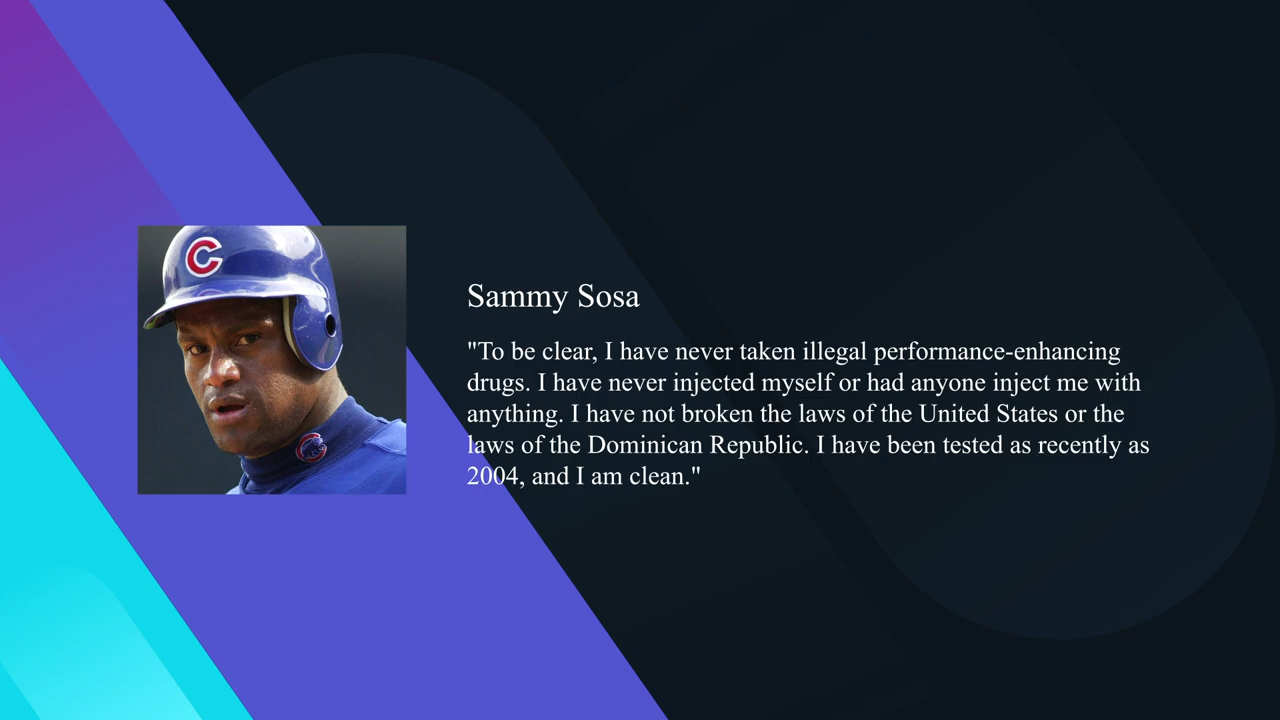 C
Sammy Sosa
"To be clear, I have never taken illegal performance-enhancing
drugs. I have never injected myself or had anyone inject me with
anything. I have not broken the laws of the United States or the
laws of the Dominican Republic. I have been tested as recently as
2004, and I am clean."